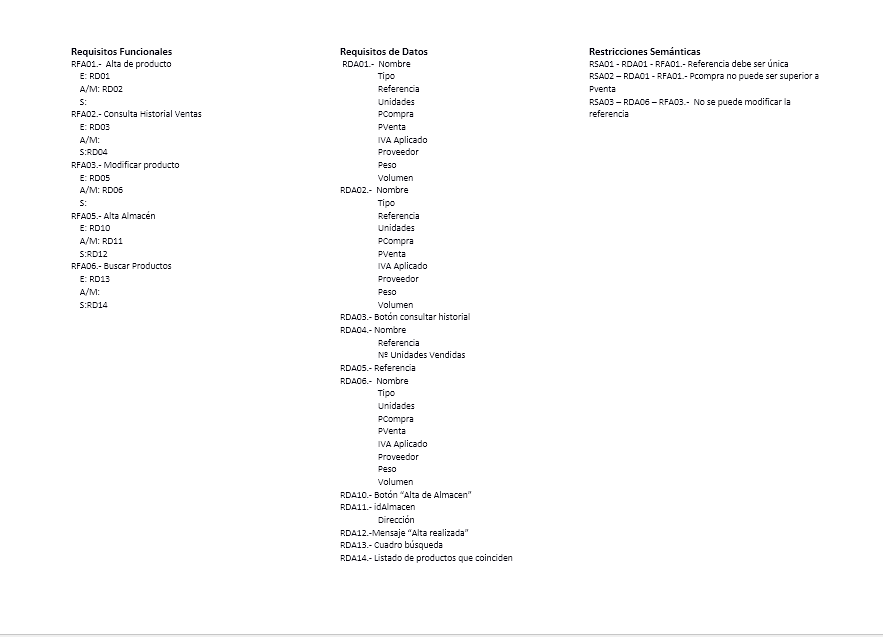 Requisitos Funcionales
RFA01.- Alta de producto
E: RD01
A/M: RD02
S:
RFA02.- Consulta Historial Ventas
E: RD03
A/M:
S:RD04
RFA03.- Modificar producto
E: RD05
A/M: RD06
S:
RFA05.- Alta Almacén
E: RD10
A/M: RD11
S:RD12
RFA06.- Buscar Productos
E: RD13
A/M:
S:RD14
Requisitos de Datos
RDA01.- Nombre
Tipo
Referencia
Unidades
PCompra
PVenta
IVA Aplicado
Proveedor
Peso
Volumen
RDA02.- Nombre
Tipo
Referencia
Unidades
PCompra
PVenta
IVA Aplicado
Proveedor
Peso
Volumen
RDA03.- Botón consultar historial
RDA04.- Nombre
Referencia
Nº Unidades Vendidas
RDA05.- Referencia
RDA06.- Nombre
Tipo
Unidades
PCompra
PVenta
IVA Aplicado
Proveedor
Peso
Volumen
RDA10.- Botón “Alta de Almacen”
RDA11.- idAlmacen
Dirección
RDA12.-Mensaje “Alta realizada”
RDA13.- Cuadro búsqueda
RDA14.- Listado de productos que coinciden
Restricciones Semánticas
RSA01 - RDA01 - RFA01.- Referencia debe ser única
RSA02 – RDA01 - RFA01.- Pcompra no puede ser superior a
Pventa
RSA03 – RDA06 – RFA03.- No se puede modificar la
referencia